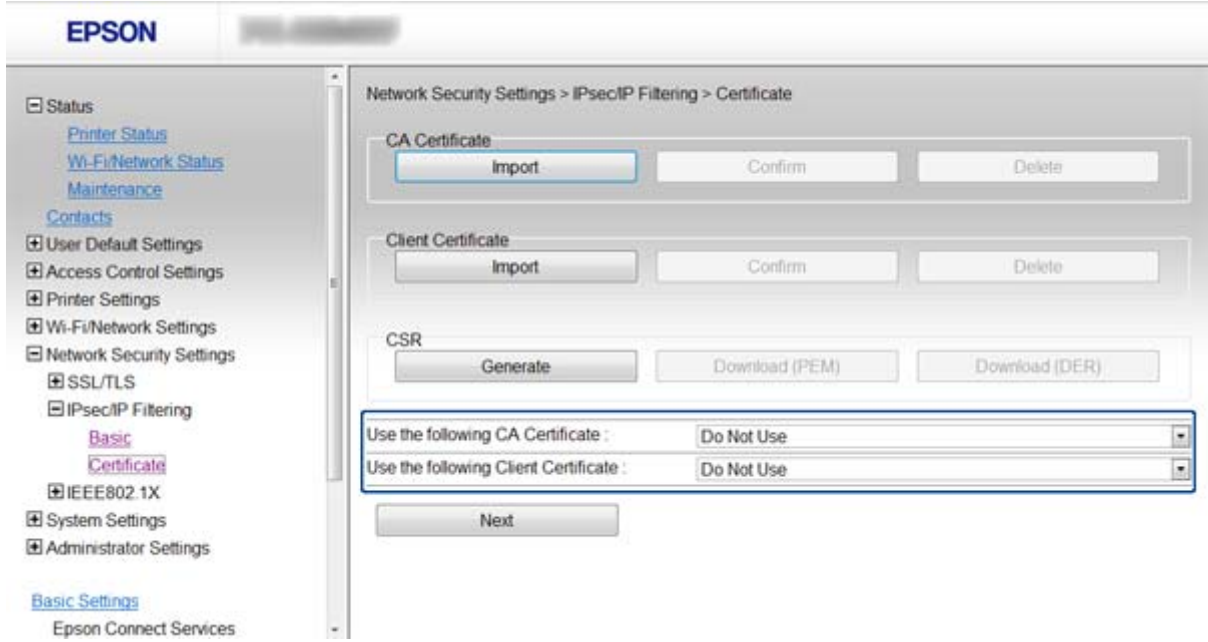 EPSON
Status
Printer Status
Wi-Fi/Network Status
Maintenance
Contacts
User Default Settings
Access Control Settings
Printer Settings
Wi-Fi/Network Settings
Network Security Settings
SSL/TLS
IPsec/IP Filtering
Basic
Certificate
IEEE802.1X
System Settings
Administrator Settings
Basic Settings
Epson Connect Services
Network Security Settings > IPsec/IP Filtering > Certificate
CA Certificate
Import Confirm Delete
Client Certificate
Import Confirm Delete
CSR
Generate Download (PEM) Download (DER)
Use the following CA Certificate : Do Not Use
Use the following Client Certificate : Do Not Use
Next